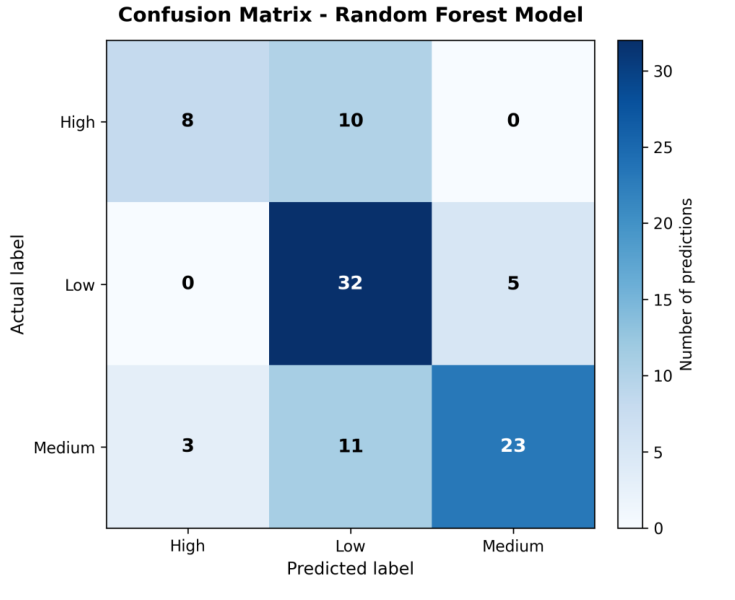 Confusion Matrix - Random Forest Model
High 8 10 0
Low 0 32 5
Medium 3 11 23
High Low Medium
Predicted label
Actual label
30
25
20
15
10
5
0
Number of predictions